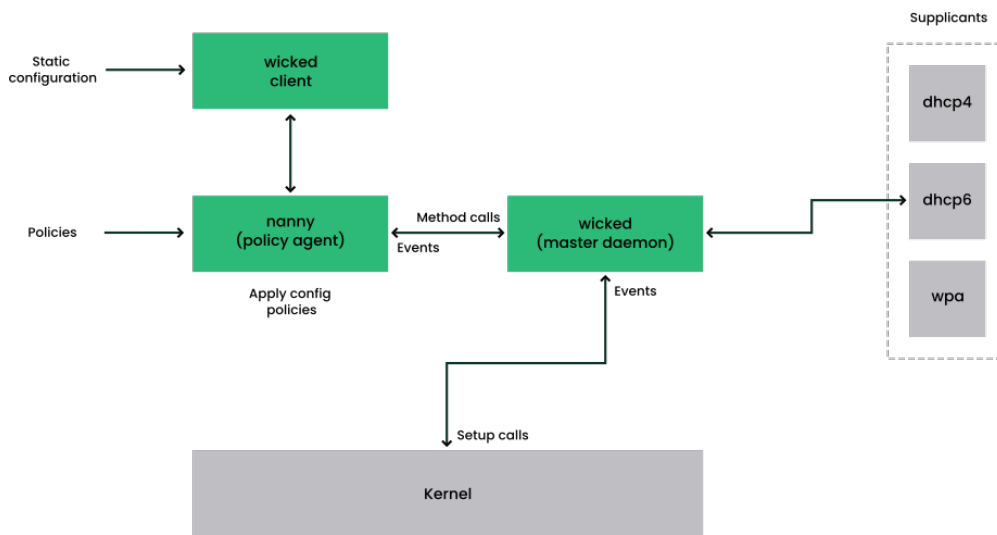 Supplicants
Static
configuration
wicked
client
dhcp4
Policies
nanny
(policy agent)
Method calls
Events
wicked
(master daemon)
dhcp6
Apply config
policies
Events
wpa
Setup calls
Kernel